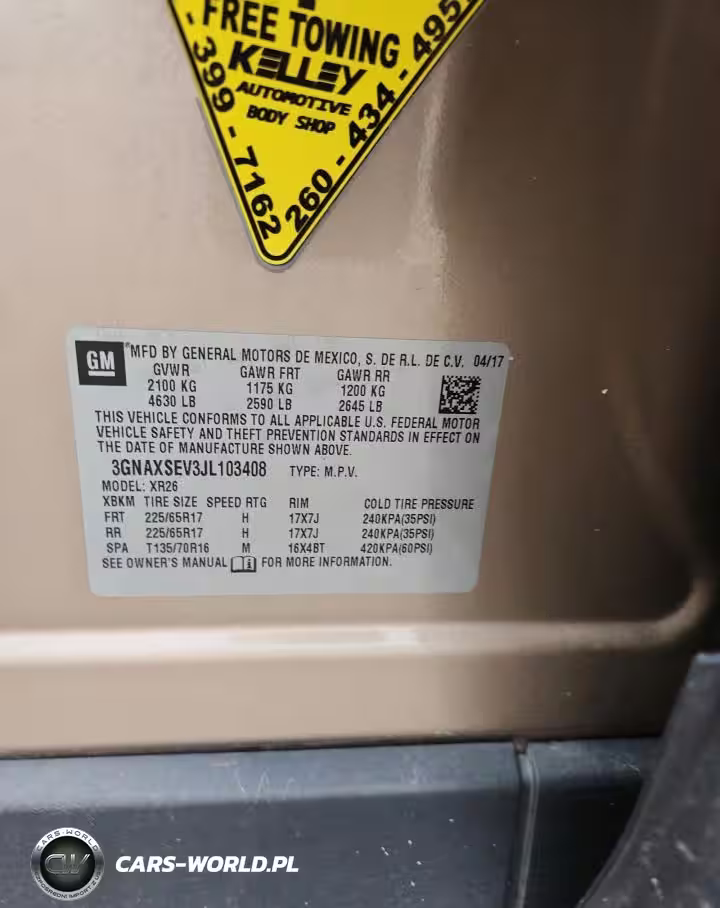 FREE TOWING
KELLEY
AUTOMOTIVE
BODY SHOP
399-7162
260-434-495
GM
MFD BY GENERAL MOTORS DE MEXICO, S. DE R.L. DE C.V. 04/17
GVWR GAWR FRT GAWR RR
2100 KG 1175 KG 1200 KG
4630 LB 2590 LB 2645 LB
THIS VEHICLE CONFORMS TO ALL APPLICABLE U.S. FEDERAL MOTOR
VEHICLE SAFETY AND THEFT PREVENTION STANDARDS IN EFFECT ON
THE DATE OF MANUFACTURE SHOWN ABOVE.
3GNAXSEV3JL103408 TYPE: M.P.V.
MODEL: XR26
XBKM TIRE SIZE SPEED RTG RIM COLD TIRE PRESSURE
FRT 225/65R17 H 17X7J 240KPA(35PSI)
RR 225/65R17 H 17X7J 240KPA(35PSI)
SPA T135/70R16 M 16X4BT 420KPA(60PSI)
SEE OWNER'S MANUAL FOR MORE INFORMATION.
CARS-WORLD
CARS-WORLD.PL